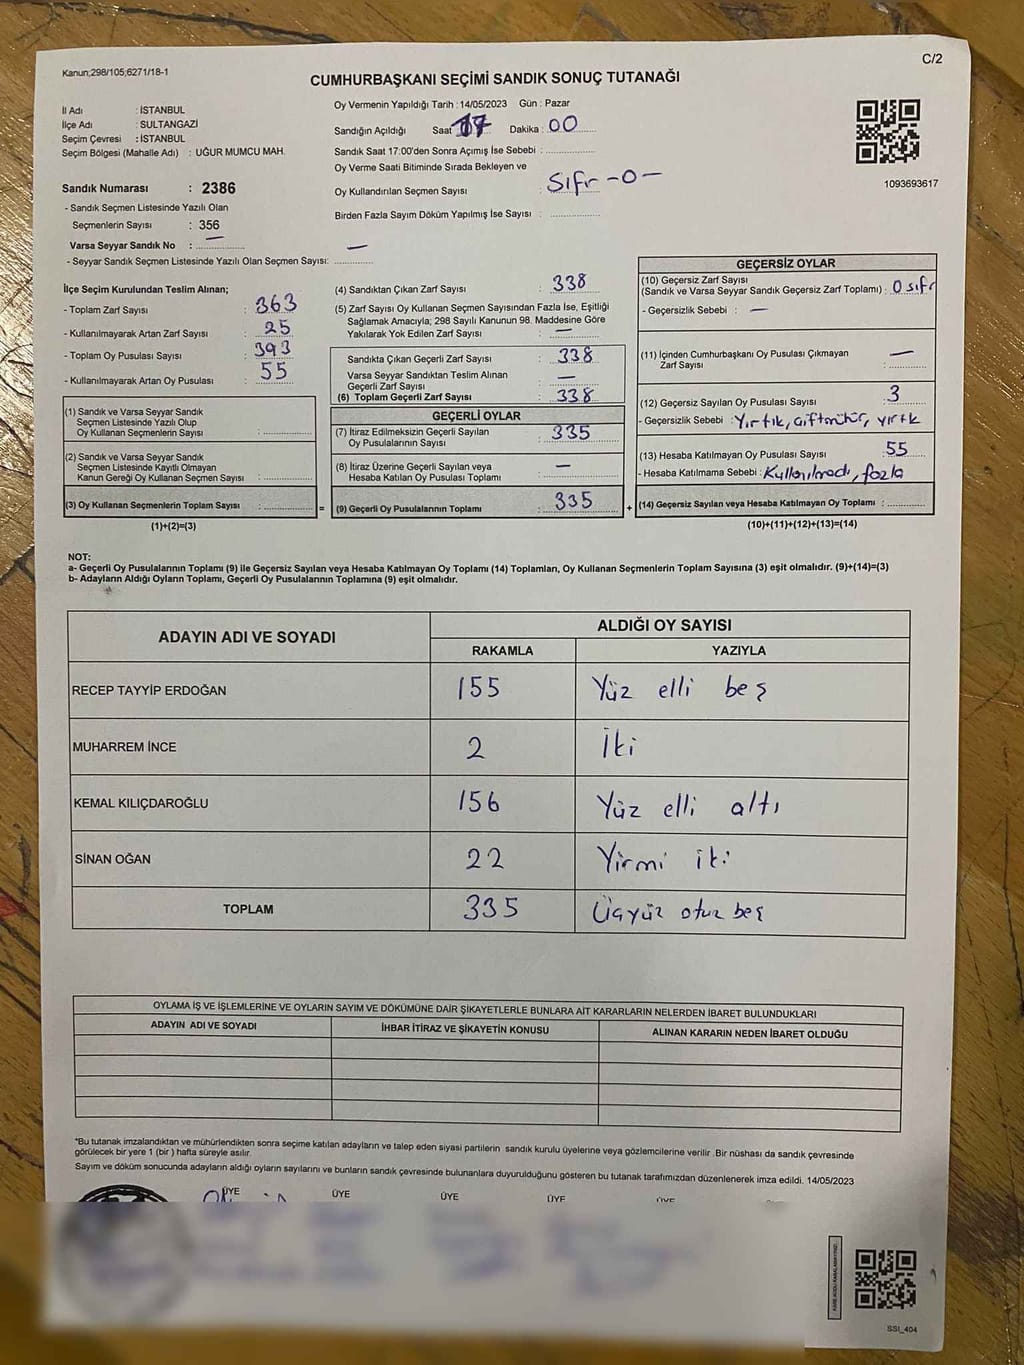 Kanun;298/105;6271/18-1
C/2
CUMHURBAŞKANI SEÇİMİ SANDIK SONUÇ TUTANAĞI
İl Adı : İSTANBUL
İlçe Adı : SULTANGAZİ
Seçim Çevresi : İSTANBUL
Seçim Bölgesi (Mahalle Adı) : UĞUR MUMCU MAH.
Sandık Numarası : 2386
- Sandık Seçmen Listesinde Yazılı Olan
Seçmenlerin Sayısı : 356
Varsa Seyyar Sandık No : —
- Seyyar Sandık Seçmen Listesinde Yazılı Olan Seçmen Sayısı: —
Oy Vermenin Yapıldığı Tarih : 14/05/2023 Gün : Pazar
Sandığın Açıldığı Saat 17 Dakika : 00
Sandık Saat 17:00'den Sonra Açımış İse Sebebi :
Oy Verme Saati Bitiminde Sırada Bekleyen ve
Oy Kullandırılan Seçmen Sayısı : Sıfır -0-
Birden Fazla Sayım Döküm Yapılmış İse Sayısı :
1093693617
İlçe Seçim Kurulundan Teslim Alınan;
- Toplam Zarf Sayısı : 363
- Kullanılmayarak Artan Zarf Sayısı : 25
- Toplam Oy Pusulası Sayısı : 393
- Kullanılmayarak Artan Oy Pusulası : 55
(1) Sandık ve Varsa Seyyar Sandık
Seçmen Listesinde Yazılı Olup
Oy Kullanan Seçmenlerin Sayısı :
(2) Sandık ve Varsa Seyyar Sandık
Seçmen Listesinde Kayıtlı Olmayan
Kanun Gereği Oy Kullanan Seçmen Sayısı :
(3) Oy Kullanan Seçmenlerin Toplam Sayısı :
(1)+(2)=(3)
=
(4) Sandıktan Çıkan Zarf Sayısı : 338
(5) Zarf Sayısı Oy Kullanan Seçmen Sayısından Fazla İse, Eşitliği
Sağlamak Amacıyla; 298 Sayılı Kanunun 98. Maddesine Göre
Yakılarak Yok Edilen Zarf Sayısı : —
Sandıkta Çıkan Geçerli Zarf Sayısı : 338
Varsa Seyyar Sandıktan Teslim Alınan
Geçerli Zarf Sayısı : —
(6) Toplam Geçerli Zarf Sayısı : 338
GEÇERLİ OYLAR
(7) İtiraz Edilmeksizin Geçerli Sayılan
Oy Pusulalarının Sayısı : 335
(8) İtiraz Üzerine Geçerli Sayılan veya
Hesaba Katılan Oy Pusulaları Toplamı : —
(9) Geçerli Oy Pusulalarının Toplamı : 335
+
GEÇERSİZ OYLAR
(10) Geçersiz Zarf Sayısı
(Sandık ve Varsa Seyyar Sandık Geçersiz Zarf Toplamı) : 0 sıfır
- Geçersizlik Sebebi : —
(11) İçinden Cumhurbaşkanı Oy Pusulası Çıkmayan
Zarf Sayısı : —
(12) Geçersiz Sayılan Oy Pusulası Sayısı : 3
- Geçersizlik Sebebi : Yırtık, çiftmühür, yırtık
(13) Hesaba Katılmayan Oy Pusulası Sayısı : 55
- Hesaba Katılmama Sebebi : Kullanılmadı, fazla
(14) Geçersiz Sayılan veya Hesaba Katılmayan Oy Toplamı :
(10)+(11)+(12)+(13)=(14)
NOT:
a- Geçerli Oy Pusulalarının Toplamı (9) ile Geçersiz Sayılan veya Hesaba Katılmayan Oy Toplamı (14) Toplamları, Oy Kullanan Seçmenlerin Toplam Sayısına (3) eşit olmalıdır. (9)+(14)=(3)
b- Adayların Aldığı Oyların Toplamı, Geçerli Oy Pusulalarının Toplamına (9) eşit olmalıdır.
ADAYIN ADI VE SOYADI
ALDIĞI OY SAYISI
RAKAMLA YAZIYLA
RECEP TAYYİP ERDOĞAN 155 Yüz elli beş
MUHARREM İNCE 2 İki
KEMAL KILIÇDAROĞLU 156 Yüz elli altı
SİNAN OĞAN 22 Yirmi iki
TOPLAM 335 Üçyüz otuz beş
OYLAMA İŞ VE İŞLEMLERİNE VE OYLARIN SAYIM VE DÖKÜMÜNE DAİR ŞİKAYETLERLE BUNLARA AİT KARARLARIN NELERDEN İBARET BULUNDUKLARI
ADAYIN ADI VE SOYADI İHBAR İTİRAZ VE ŞİKAYETİN KONUSU ALINAN KARARIN NEDEN İBARET OLDUĞU
*Bu tutanak imzalandıktan ve mühürlendikten sonra seçime katılan adayların ve talep eden siyasi partilerin sandık kurulu üyelerine veya gözlemcilerine verilir .Bir nüshası da sandık çevresinde
görülecek bir yere 1 (bir ) hafta süreyle asılır.
Sayım ve döküm sonucunda adayların aldığı oyların sayılarını ve bunların sandık çevresinde bulunanlara duyurulduğunu gösteren bu tutanak tarafımızdan düzenlenerek imza edildi. 14/05/2023
ÜYE ÜYE ÜYE ÜYE ÜYE
SSI_404